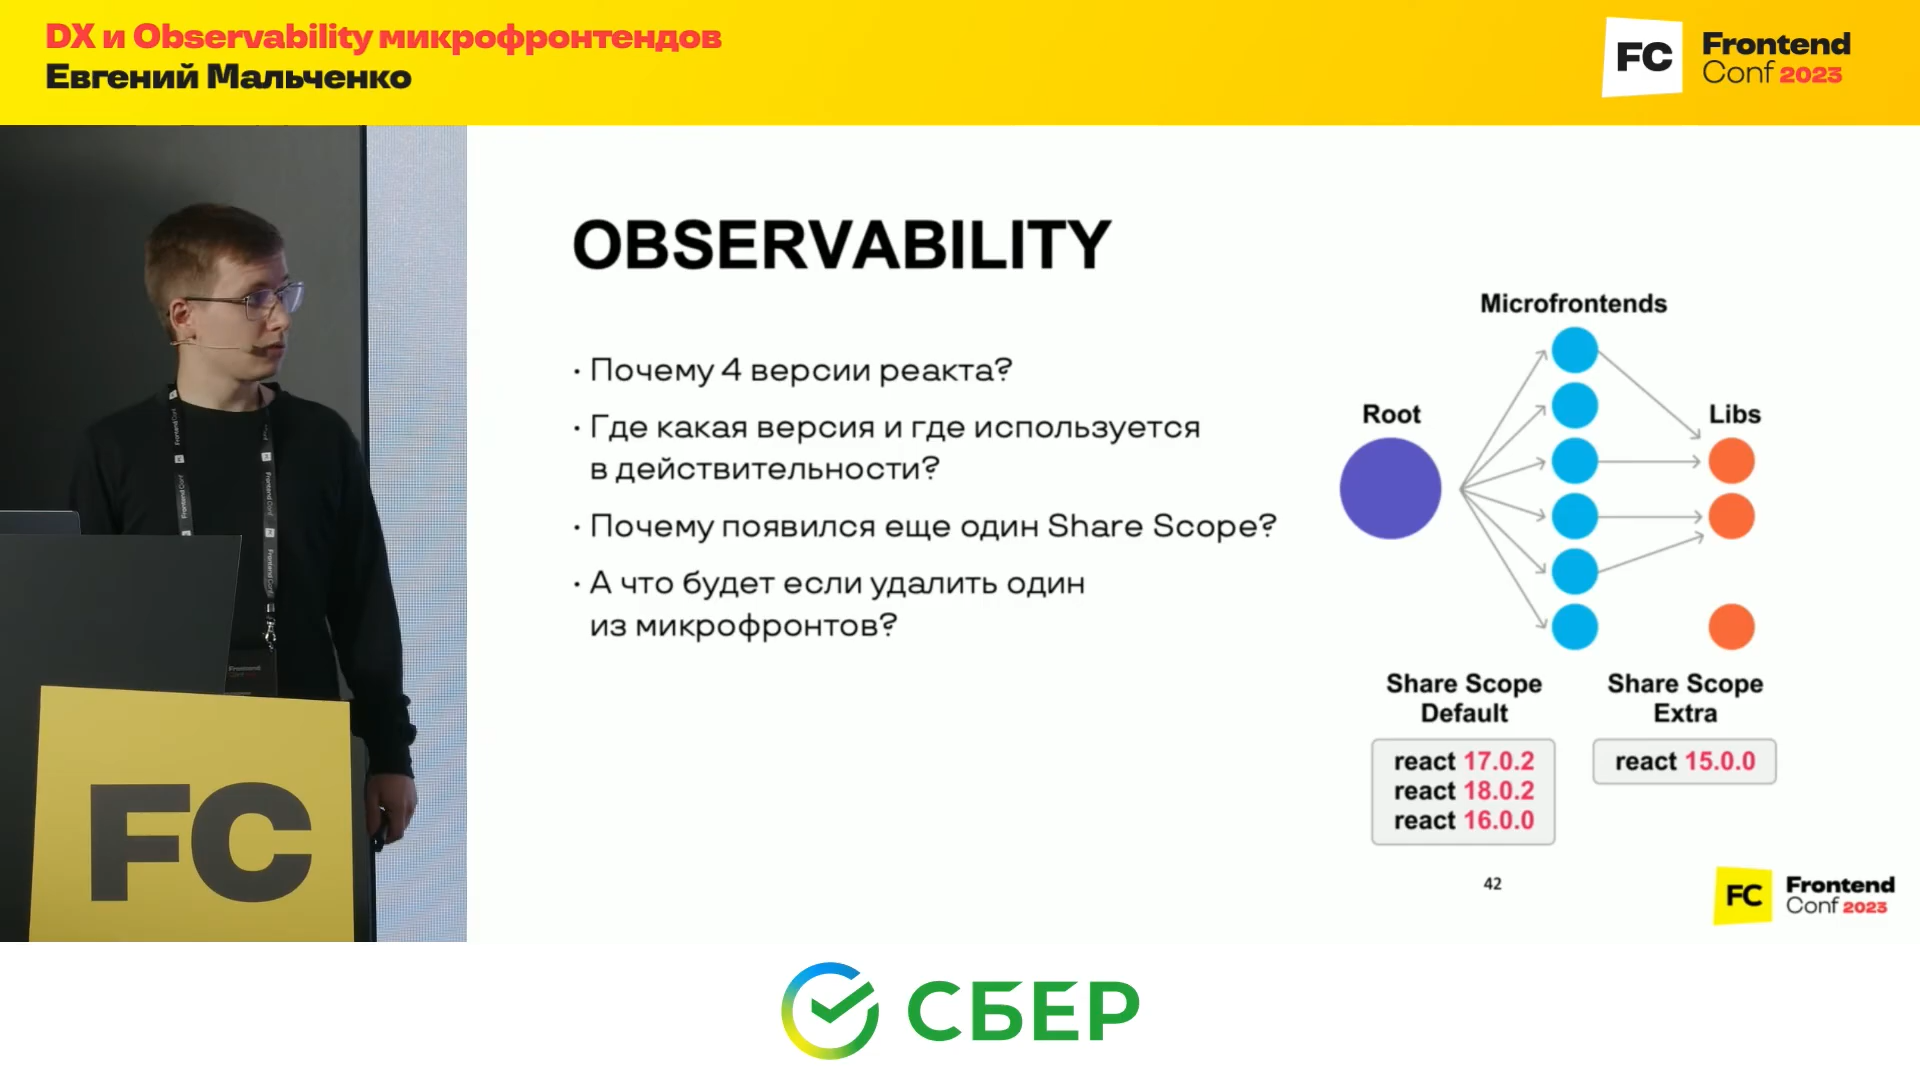 DX и Observability микрофронтендов
Евгений Мальченко
FC
Frontend
Conf 2023
OBSERVABILITY
· Почему 4 версии реакта?
· Где какая версия и где используется
в действительности?
· Почему появился еще один Share Scope?
· А что будет если удалить один
из микрофронтов?
Microfrontends
Root
Libs
Share Scope
Default
react 17.0.2
react 18.0.2
react 16.0.0
Share Scope
Extra
react 15.0.0
42
FC
Frontend
Conf 2023
FC
СБЕР